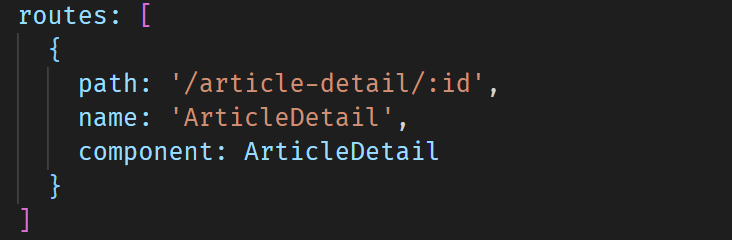 routes: [
  {
    path: '/article-detail/:id',
    name: 'ArticleDetail',
    component: ArticleDetail
  }
]